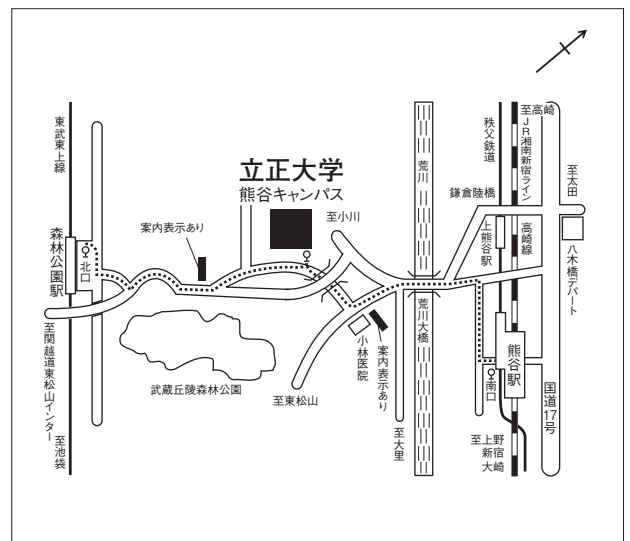 東武東上線
森林公園駅
北口
至関越道東松山インター
至池袋
案内表示あり
立正大学
熊谷キャンパス
至小川
武蔵丘陵森林公園
至東松山
小林医院
案内表示あり
至大里
荒川
荒川大橋
秩父鉄道
鎌倉陸橋
上熊谷駅
至高崎
JR湘南新宿ライン
高崎線
至太田
八木橋デパート
熊谷駅
南口
国道17号
至上野
新宿
大崎